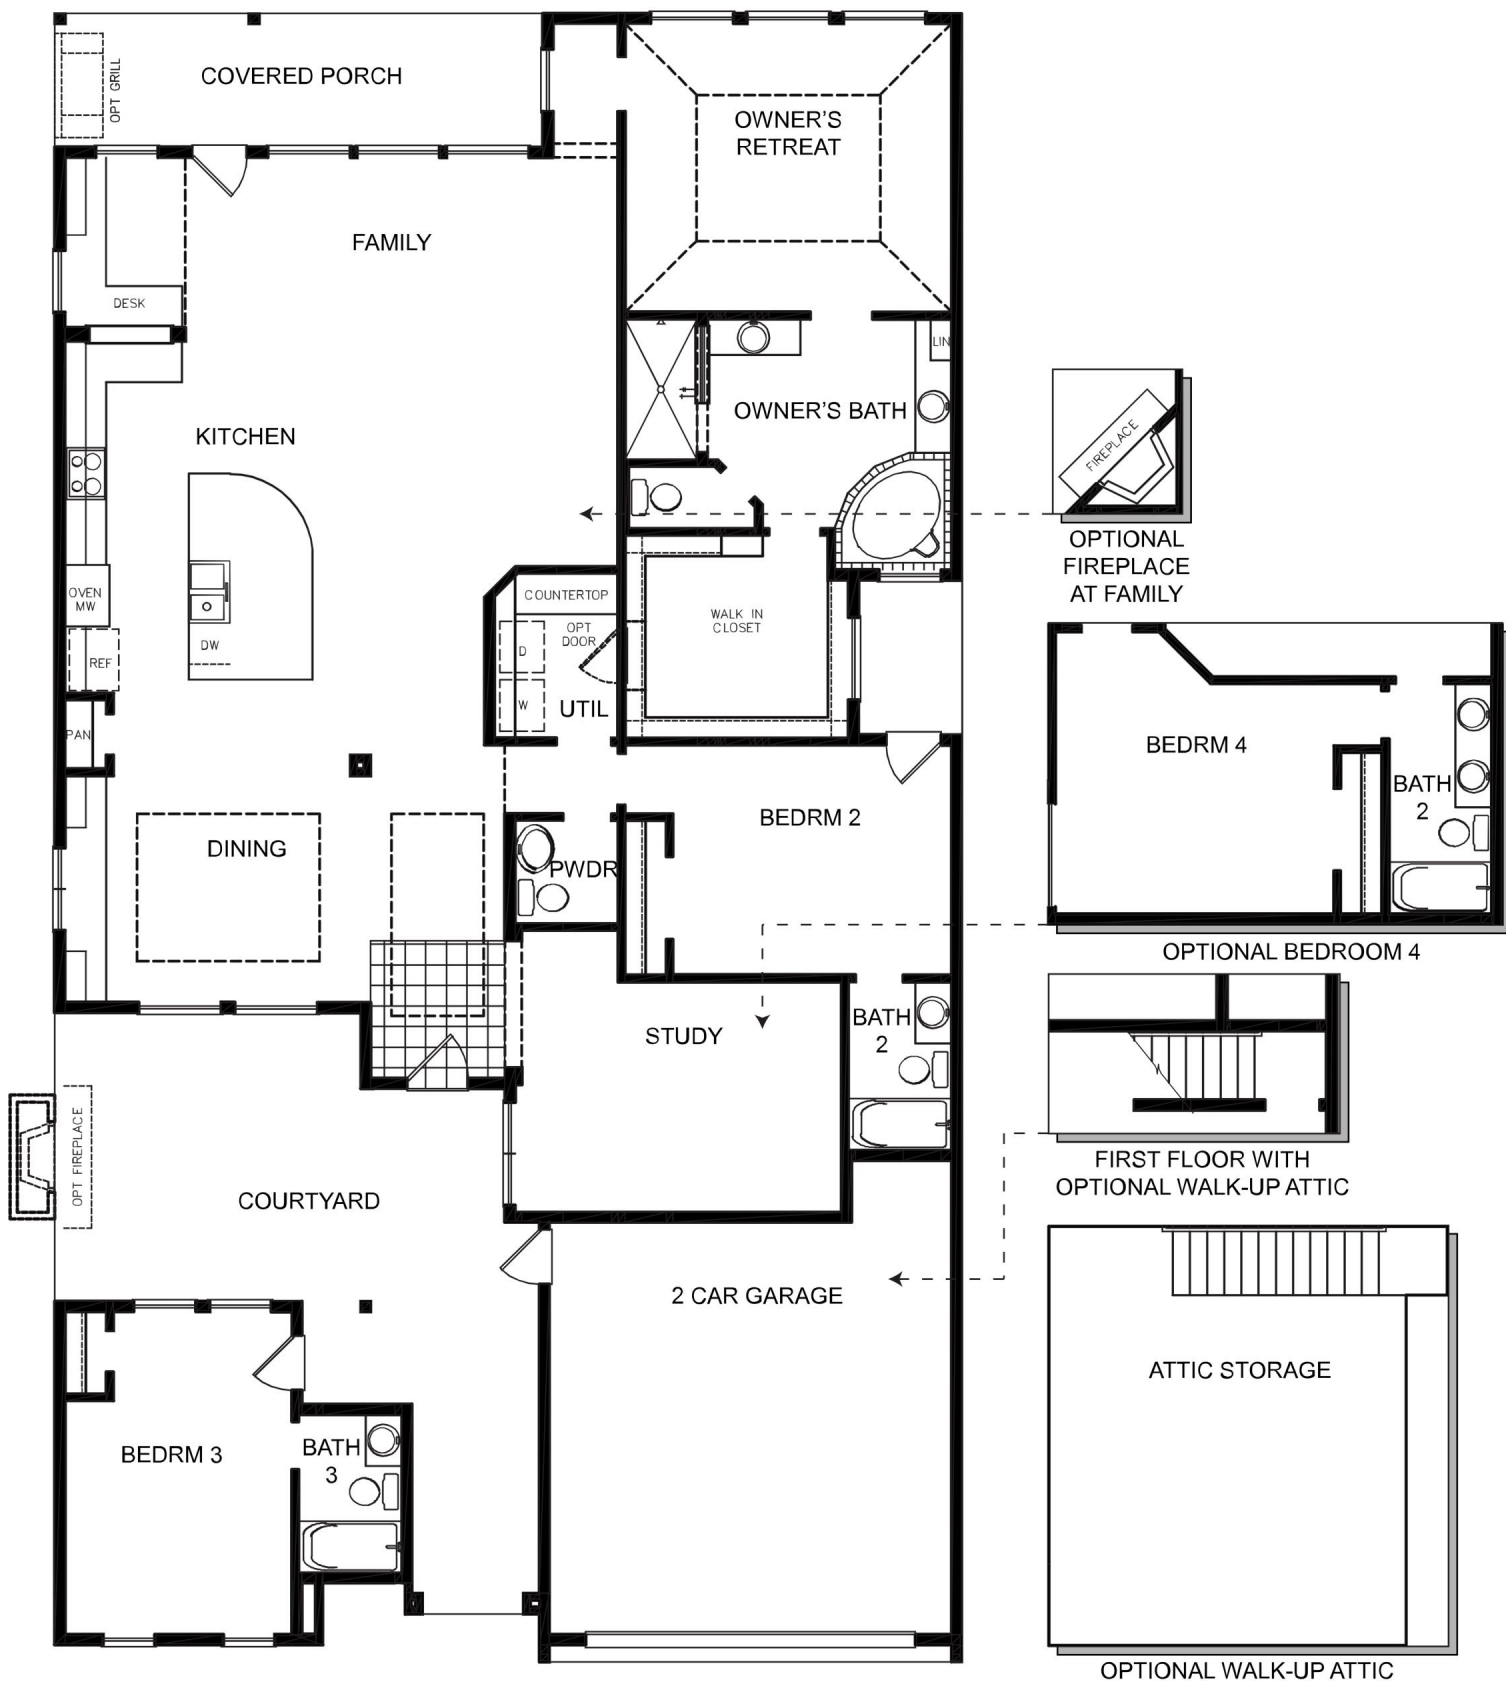 COVERED PORCH
OPT GRILL
OWNER'S
RETREAT
FAMILY
DESK
LIN
OWNER'S BATH
KITCHEN
FIREPLACE
OPTIONAL
FIREPLACE
AT FAMILY
OVEN
MW
COUNTERTOP
WALK IN
CLOSET
OPT
DOOR
DW
REF
D
W
UTIL
PAN
BEDRM 4
BATH
2
BEDRM 2
DINING
PWDR
OPTIONAL BEDROOM 4
STUDY
BATH
2
OPT FIREPLACE
FIRST FLOOR WITH
OPTIONAL WALK-UP ATTIC
COURTYARD
2 CAR GARAGE
ATTIC STORAGE
BEDRM 3
BATH
3
OPTIONAL WALK-UP ATTIC